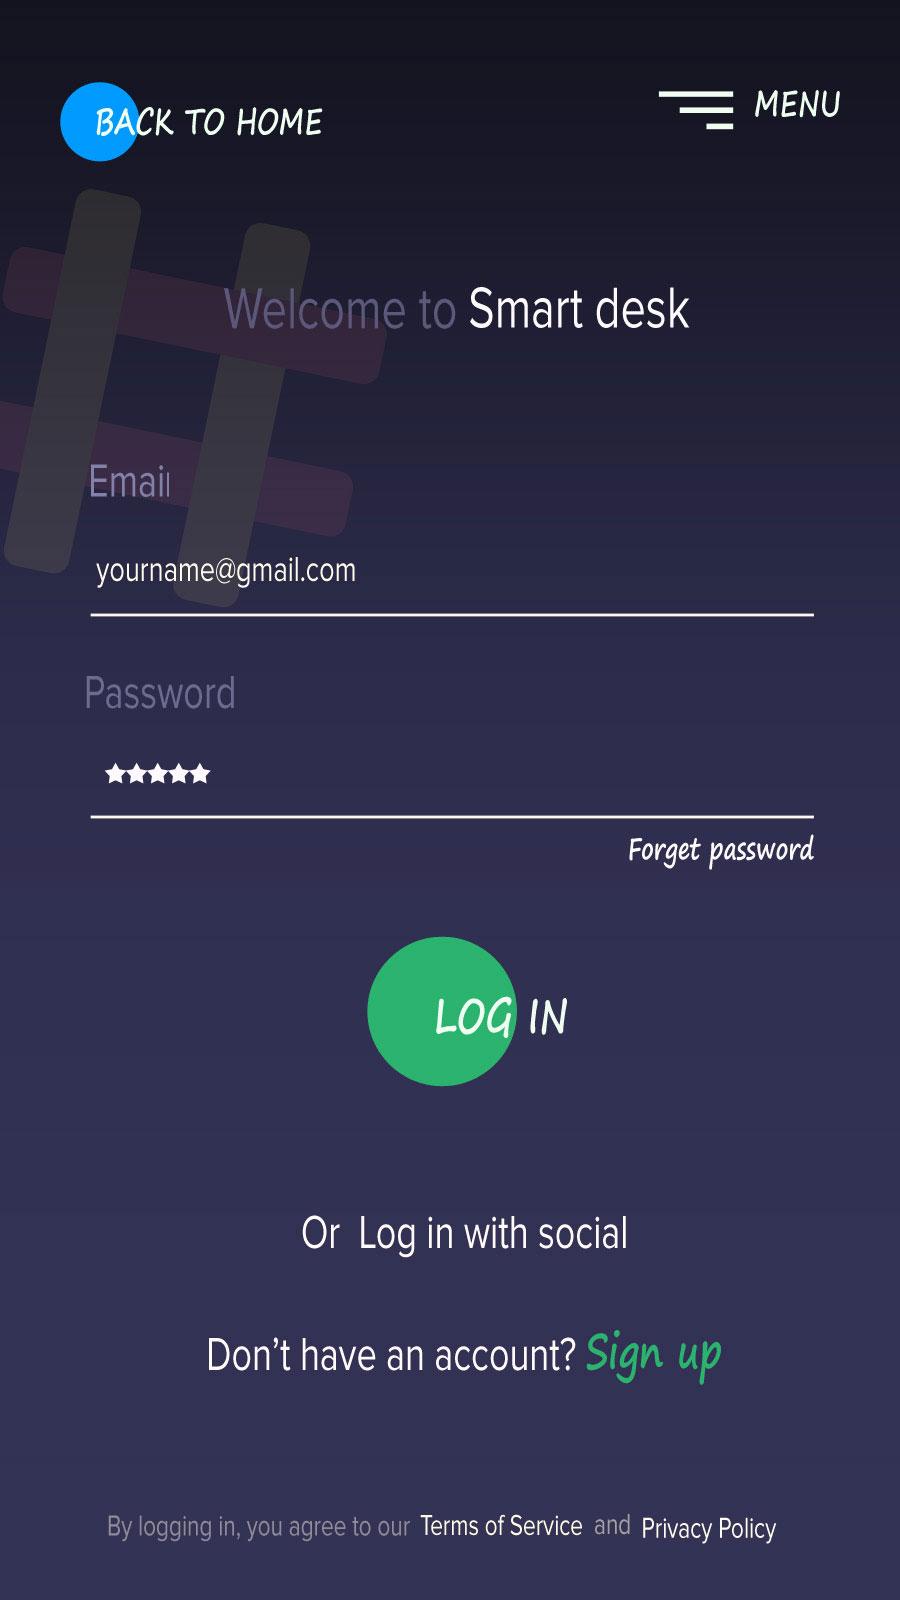 BACK TO HOME
MENU
Welcome to Smart desk
Email
yourname@gmail.com
Password
Forget password
LOG IN
Or Log in with social
Don't have an account? Sign up
By logging in, you agree to our Terms of Service and Privacy Policy